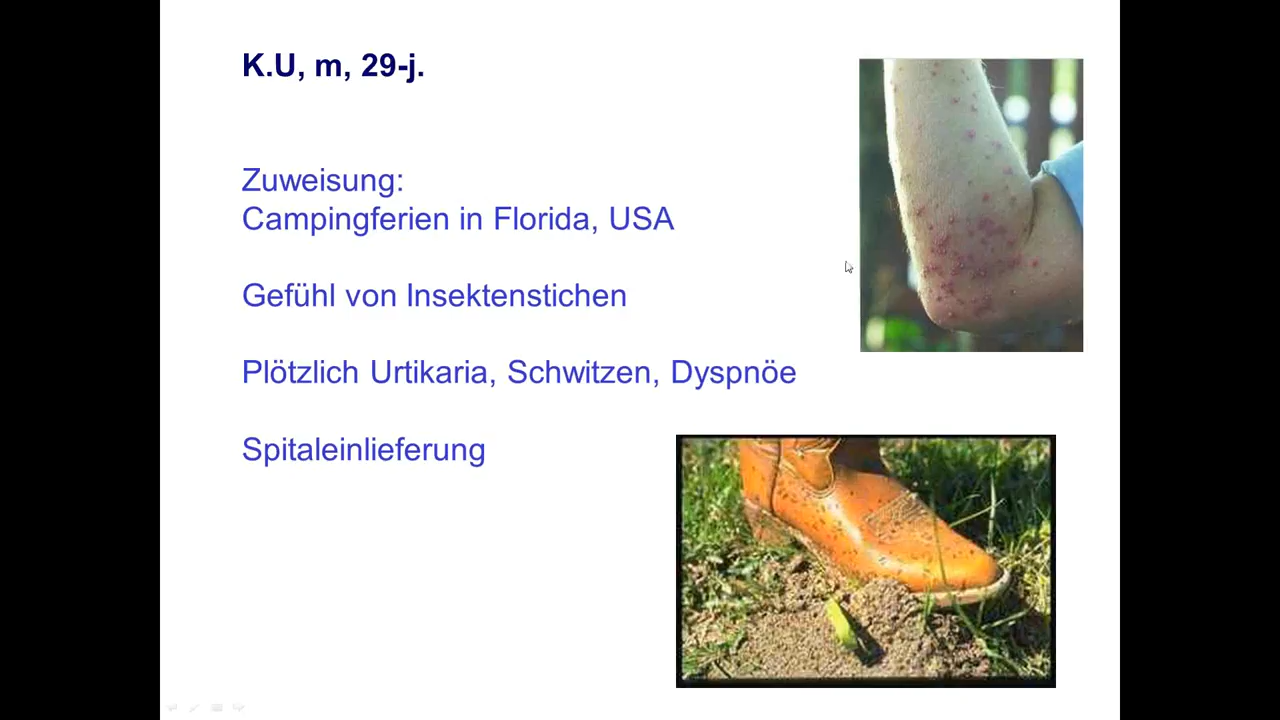 K.U, m, 29-j.
Zuweisung:
Campingferien in Florida, USA
Gefühl von Insektenstichen
Plötzlich Urtikaria, Schwitzen, Dyspnöe
Spitaleinlieferung